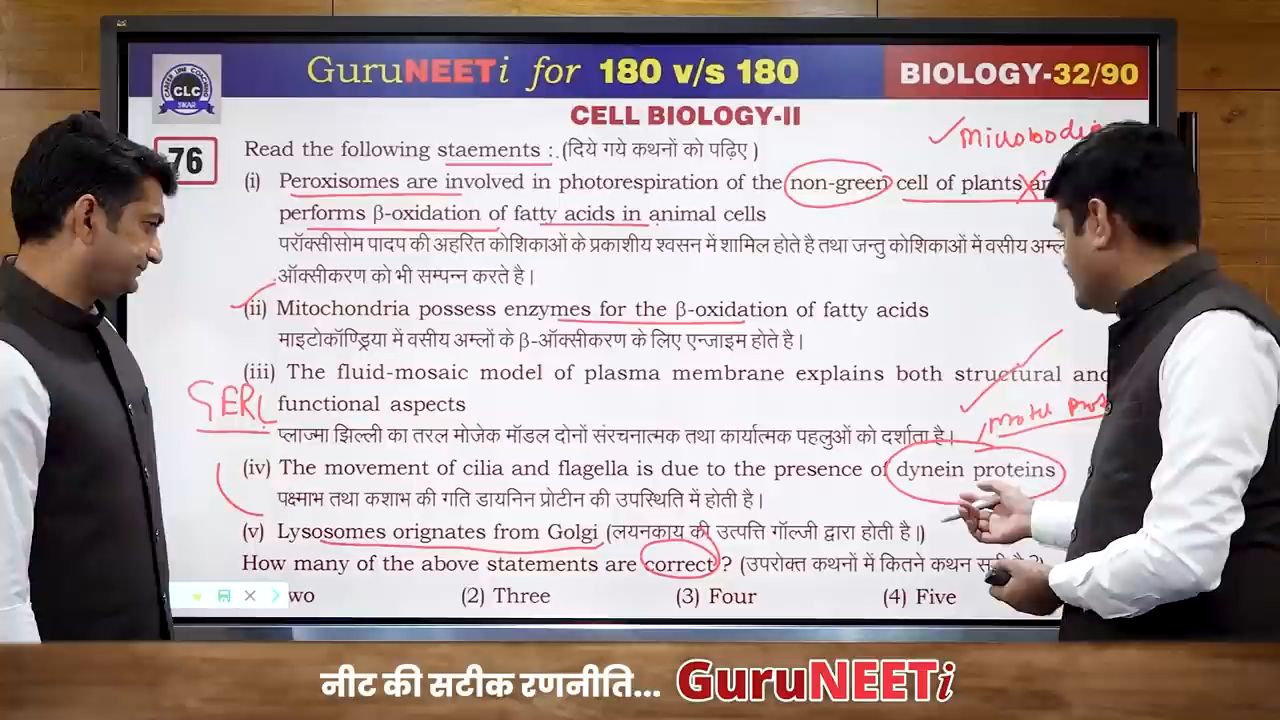 GuruNEETi for 180 v/s 180
BIOLOGY-32/90
CLC
SIKAR
CELL BIOLOGY-II
76
Read the following staements : (दिये गये कथनों को पढ़िए )
(i) Peroxisomes are involved in photorespiration of the non-green cell of plants
performs β-oxidation of fatty acids in animal cells
परॉक्सीसोम पादप की अहरित कोशिकाओं के प्रकाशीय श्वसन में शामिल होते है तथा जन्तु कोशिकाओं में वसीय
ऑक्सीकरण को भी सम्पन्न करते है।
(ii) Mitochondria possess enzymes for the β-oxidation of fatty acids
माइटोकॉण्ड्रिया में वसीय अम्लों के β-ऑक्सीकरण के लिए एन्जाइम होते है।
(iii) The fluid-mosaic model of plasma membrane explains both structural and
GERL
functional aspects
प्लाज्मा झिल्ली का तरल मोजेक मॉडल दोनों संरचनात्मक तथा कार्यात्मक पहलुओं को दर्शाता है।
(iv) The movement of cilia and flagella is due to the presence of dynein proteins
पक्ष्माभ तथा कशाभ की गति डायनिन प्रोटीन की उपस्थिति में होती है।
(v) Lysosomes orignates from Golgi (लयनकाय की उत्पत्ति गॉल्जी द्वारा होती है।)
How many of the above statements are correct ? (उपरोक्त कथनों में कितने कथन
(2) Three (3) Four (4) Five
नीट की सटीक रणनीति... GuruNEETi